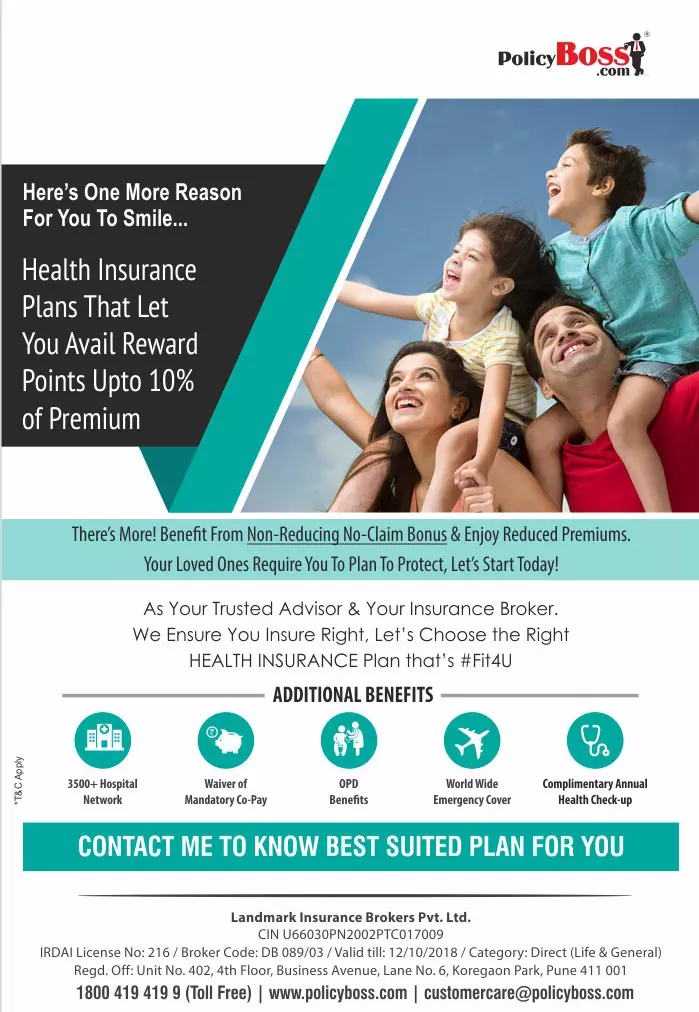 PolicyBoss®
.com
Here's One More Reason
For You To Smile...
Health Insurance
Plans That Let
You Avail Reward
Points Upto 10%
of Premium
There's More! Benefit From Non-Reducing No-Claim Bonus & Enjoy Reduced Premiums.
Your Loved Ones Require You To Plan To Protect, Let's Start Today!
As Your Trusted Advisor & Your Insurance Broker.
We Ensure You Insure Right, Let's Choose the Right
HEALTH INSURANCE Plan that's #Fit4U
ADDITIONAL BENEFITS
₹
3500+ Hospital
Network
Waiver of
Mandatory Co-Pay
OPD
Benefits
World Wide
Emergency Cover
Complimentary Annual
Health Check-up
*T&C Apply
CONTACT ME TO KNOW BEST SUITED PLAN FOR YOU
Landmark Insurance Brokers Pvt. Ltd.
CIN U66030PN2002PTC017009
IRDAI License No: 216 / Broker Code: DB 089/03 / Valid till: 12/10/2018 / Category: Direct (Life & General)
Regd. Off: Unit No. 402, 4th Floor, Business Avenue, Lane No. 6, Koregaon Park, Pune 411 001
1800 419 419 9 (Toll Free) | www.policyboss.com | customercare@policyboss.com